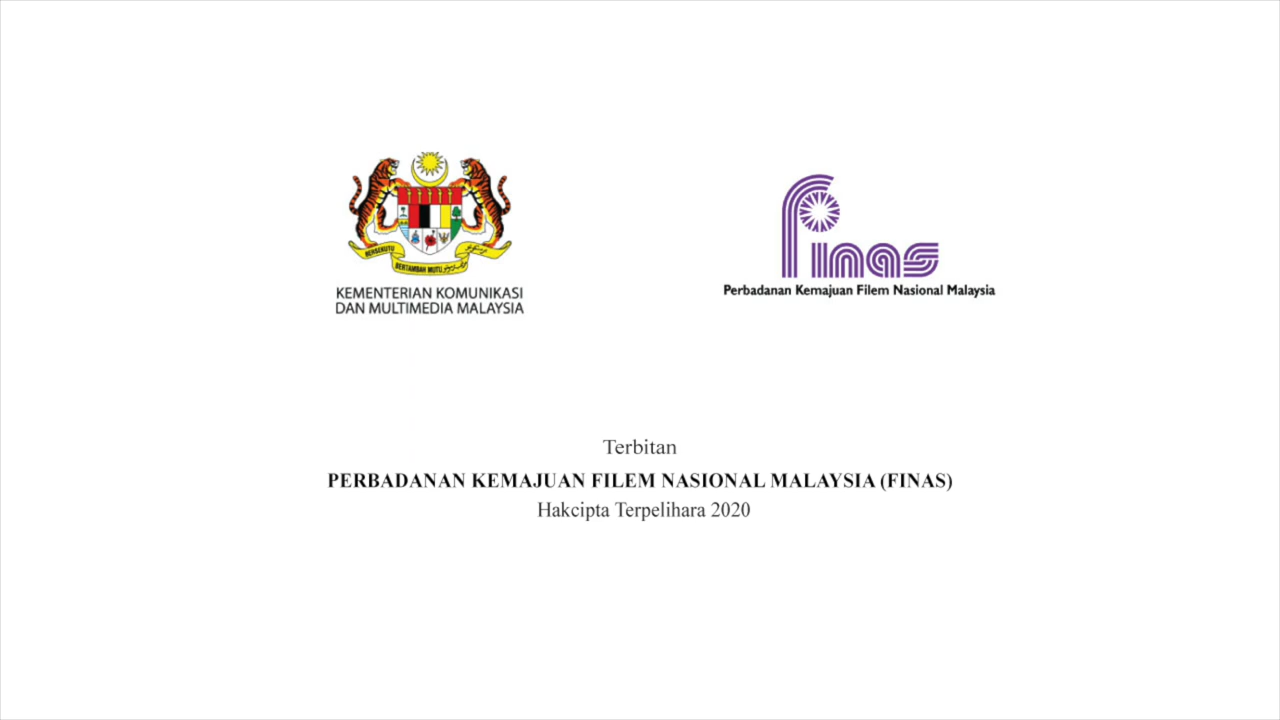 BERSEKUTU
BERTAMBAH MUTU
KEMENTERIAN KOMUNIKASI
DAN MULTIMEDIA MALAYSIA
Finas
Perbadanan Kemajuan Filem Nasional Malaysia
Terbitan
PERBADANAN KEMAJUAN FILEM NASIONAL MALAYSIA (FINAS)
Hakcipta Terpelihara 2020